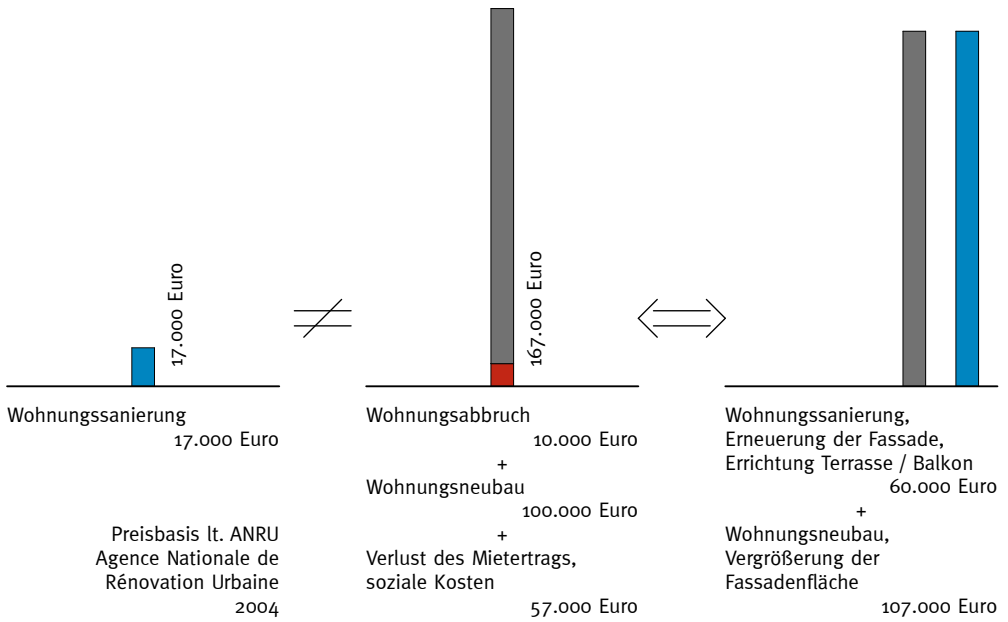 17.000 Euro
Wohnungssanierung
17.000 Euro
Preisbasis lt. ANRU
Agence Nationale de
Rénovation Urbaine
2004
167.000 Euro
Wohnungsabbruch
10.000 Euro
+
Wohnungsneubau
100.000 Euro
+
Verlust des Mietertrags,
soziale Kosten
57.000 Euro
Wohnungssanierung,
Erneuerung der Fassade,
Errichtung Terrasse / Balkon
60.000 Euro
+
Wohnungsneubau,
Vergrößerung der
Fassadenfläche
107.000 Euro